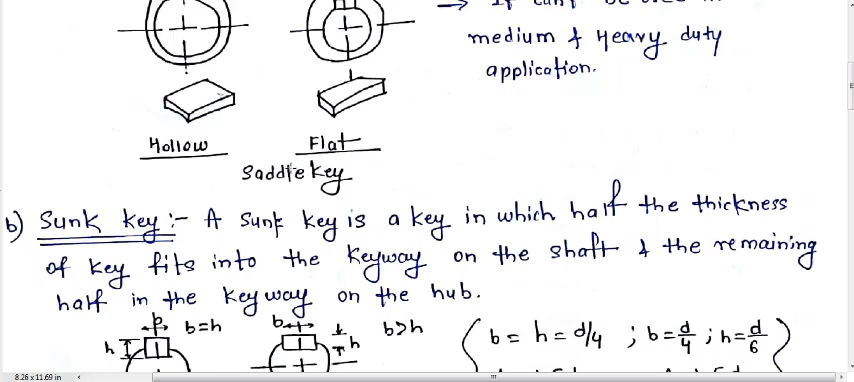 medium & Heavy duty
application.
Hollow
Flat
Saddle key
b) Sunk key :- A Sunk key is a key in which half the thickness
of key fits into the keyway on the shaft & the remaining
half in the keyway on the hub.
b b=h
h
b b>h
h
( b = h = d/4 ; b = d/4 ; h = d/6 )
8.26 x 11.69 in